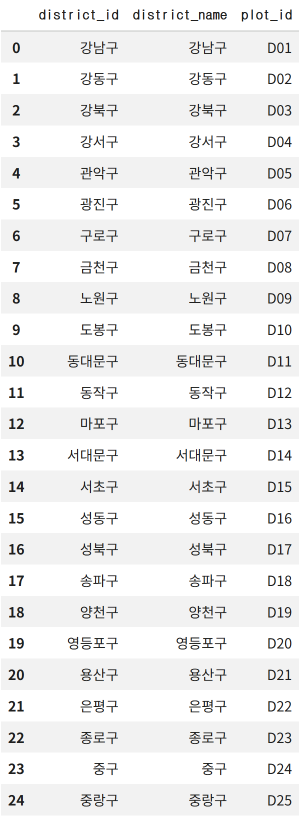 district_id district_name plot_id
0 강남구 강남구 D01
1 강동구 강동구 D02
2 강북구 강북구 D03
3 강서구 강서구 D04
4 관악구 관악구 D05
5 광진구 광진구 D06
6 구로구 구로구 D07
7 금천구 금천구 D08
8 노원구 노원구 D09
9 도봉구 도봉구 D10
10 동대문구 동대문구 D11
11 동작구 동작구 D12
12 마포구 마포구 D13
13 서대문구 서대문구 D14
14 서초구 서초구 D15
15 성동구 성동구 D16
16 성북구 성북구 D17
17 송파구 송파구 D18
18 양천구 양천구 D19
19 영등포구 영등포구 D20
20 용산구 용산구 D21
21 은평구 은평구 D22
22 종로구 종로구 D23
23 중구 중구 D24
24 중랑구 중랑구 D25